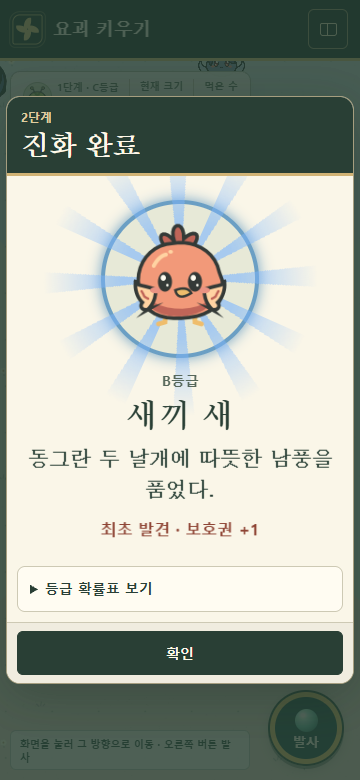 요괴 키우기
1단계 · C등급
현재 크기
먹은 수
2단계
진화 완료
B등급
새끼 새
동그란 두 날개에 따뜻한 남풍을
품었다.
최초 발견 · 보호권 +1
▶ 등급 확률표 보기
확인
화면을 눌러 그 방향으로 이동 · 오른쪽 버튼 발
사
발사